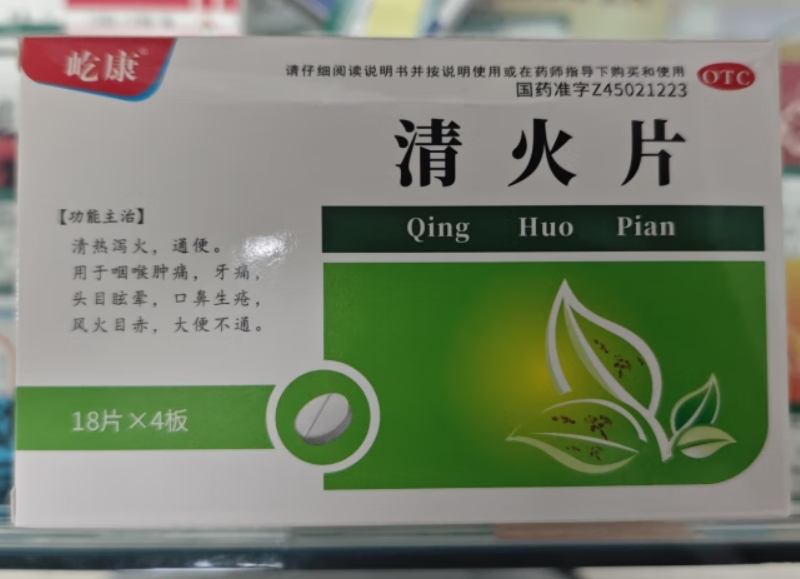 屹康®
请仔细阅读说明书并按说明使用或在药师指导下购买和使用
OTC
国药准字Z45021223
清火片
Qing Huo Pian
【功能主治】
清热泻火，通便。
用于咽喉肿痛，牙痛，
头目眩晕，口鼻生疮，
风火目赤，大便不通。
18片×4板